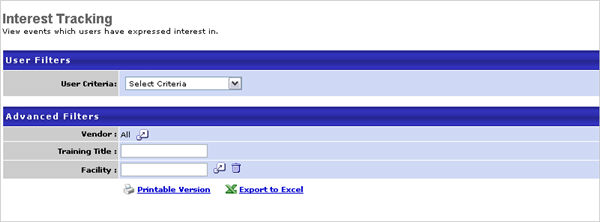 Interest Tracking
View events which users have expressed interest in.
User Filters
User Criteria: Select Criteria
Advanced Filters
Vendor : All
Training Title :
Facility :
Printable Version Export to Excel